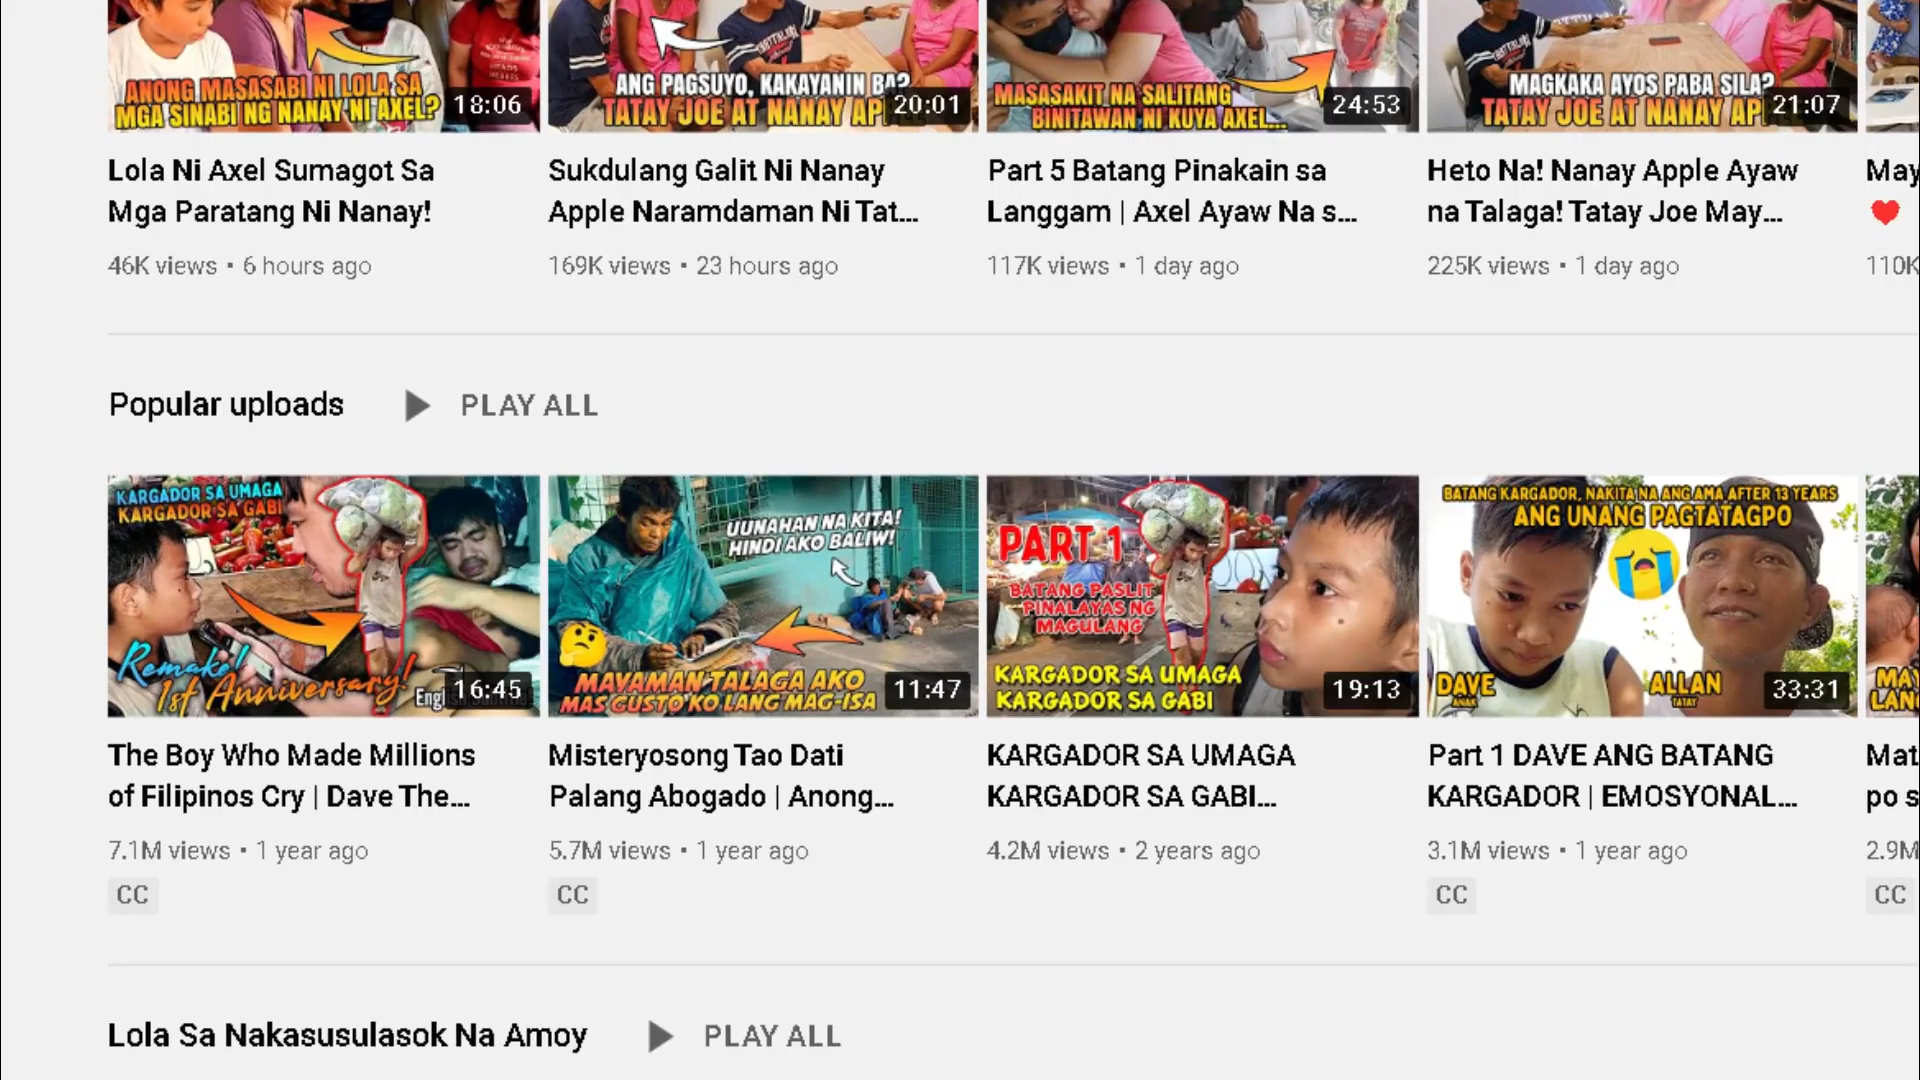 ANONG MASASABI NI LOLA SA
MGA SINABI NG NANAY NI AXEL?
18:06
ANG PAGSUYO, KAKAYANIN BA?
TATAY JOE AT NANAY AP
20:01
MASASAKIT NA SALITANG
BINITAWAN NI KUYA AXEL...
24:53
MAGKAKA AYOS PABA SILA?
TATAY JOE AT NANAY AP
21:07
Lola Ni Axel Sumagot Sa
Mga Paratang Ni Nanay!
46K views • 6 hours ago
Sukdulang Galit Ni Nanay
Apple Naramdaman Ni Tat...
169K views • 23 hours ago
Part 5 Batang Pinakain sa
Langgam | Axel Ayaw Na s...
117K views • 1 day ago
Heto Na! Nanay Apple Ayaw
na Talaga! Tatay Joe May...
225K views • 1 day ago
May
❤️
110K
Popular uploads
PLAY ALL
KARGADOR SA UMAGA
KARGADOR SA GABI
Remake!
1st Anniversary!
Engl
16:45
UUNAHAN NA KITA!
HINDI AKO BALIW!
MAYAMAN TALAGA AKO
MAS GUSTO KO LANG MAG-ISA
11:47
PART 1
BATANG PASLIT
PINALAYAS NG
MAGULANG
KARGADOR SA UMAGA
KARGADOR SA GABI
19:13
BATANG KARGADOR, NAKITA NA ANG AMA AFTER 13 YEARS
ANG UNANG PAGTATAGPO
DAVE
ANAK
ALLAN
TATAY
33:31
MAY
LANG
The Boy Who Made Millions
of Filipinos Cry | Dave The...
7.1M views • 1 year ago
CC
Misteryosong Tao Dati
Palang Abogado | Anong...
5.7M views • 1 year ago
CC
KARGADOR SA UMAGA
KARGADOR SA GABI...
4.2M views • 2 years ago
Part 1 DAVE ANG BATANG
KARGADOR | EMOSYONAL...
3.1M views • 1 year ago
CC
Mat
po s
2.9M
CC
Lola Sa Nakasusulasok Na Amoy
PLAY ALL